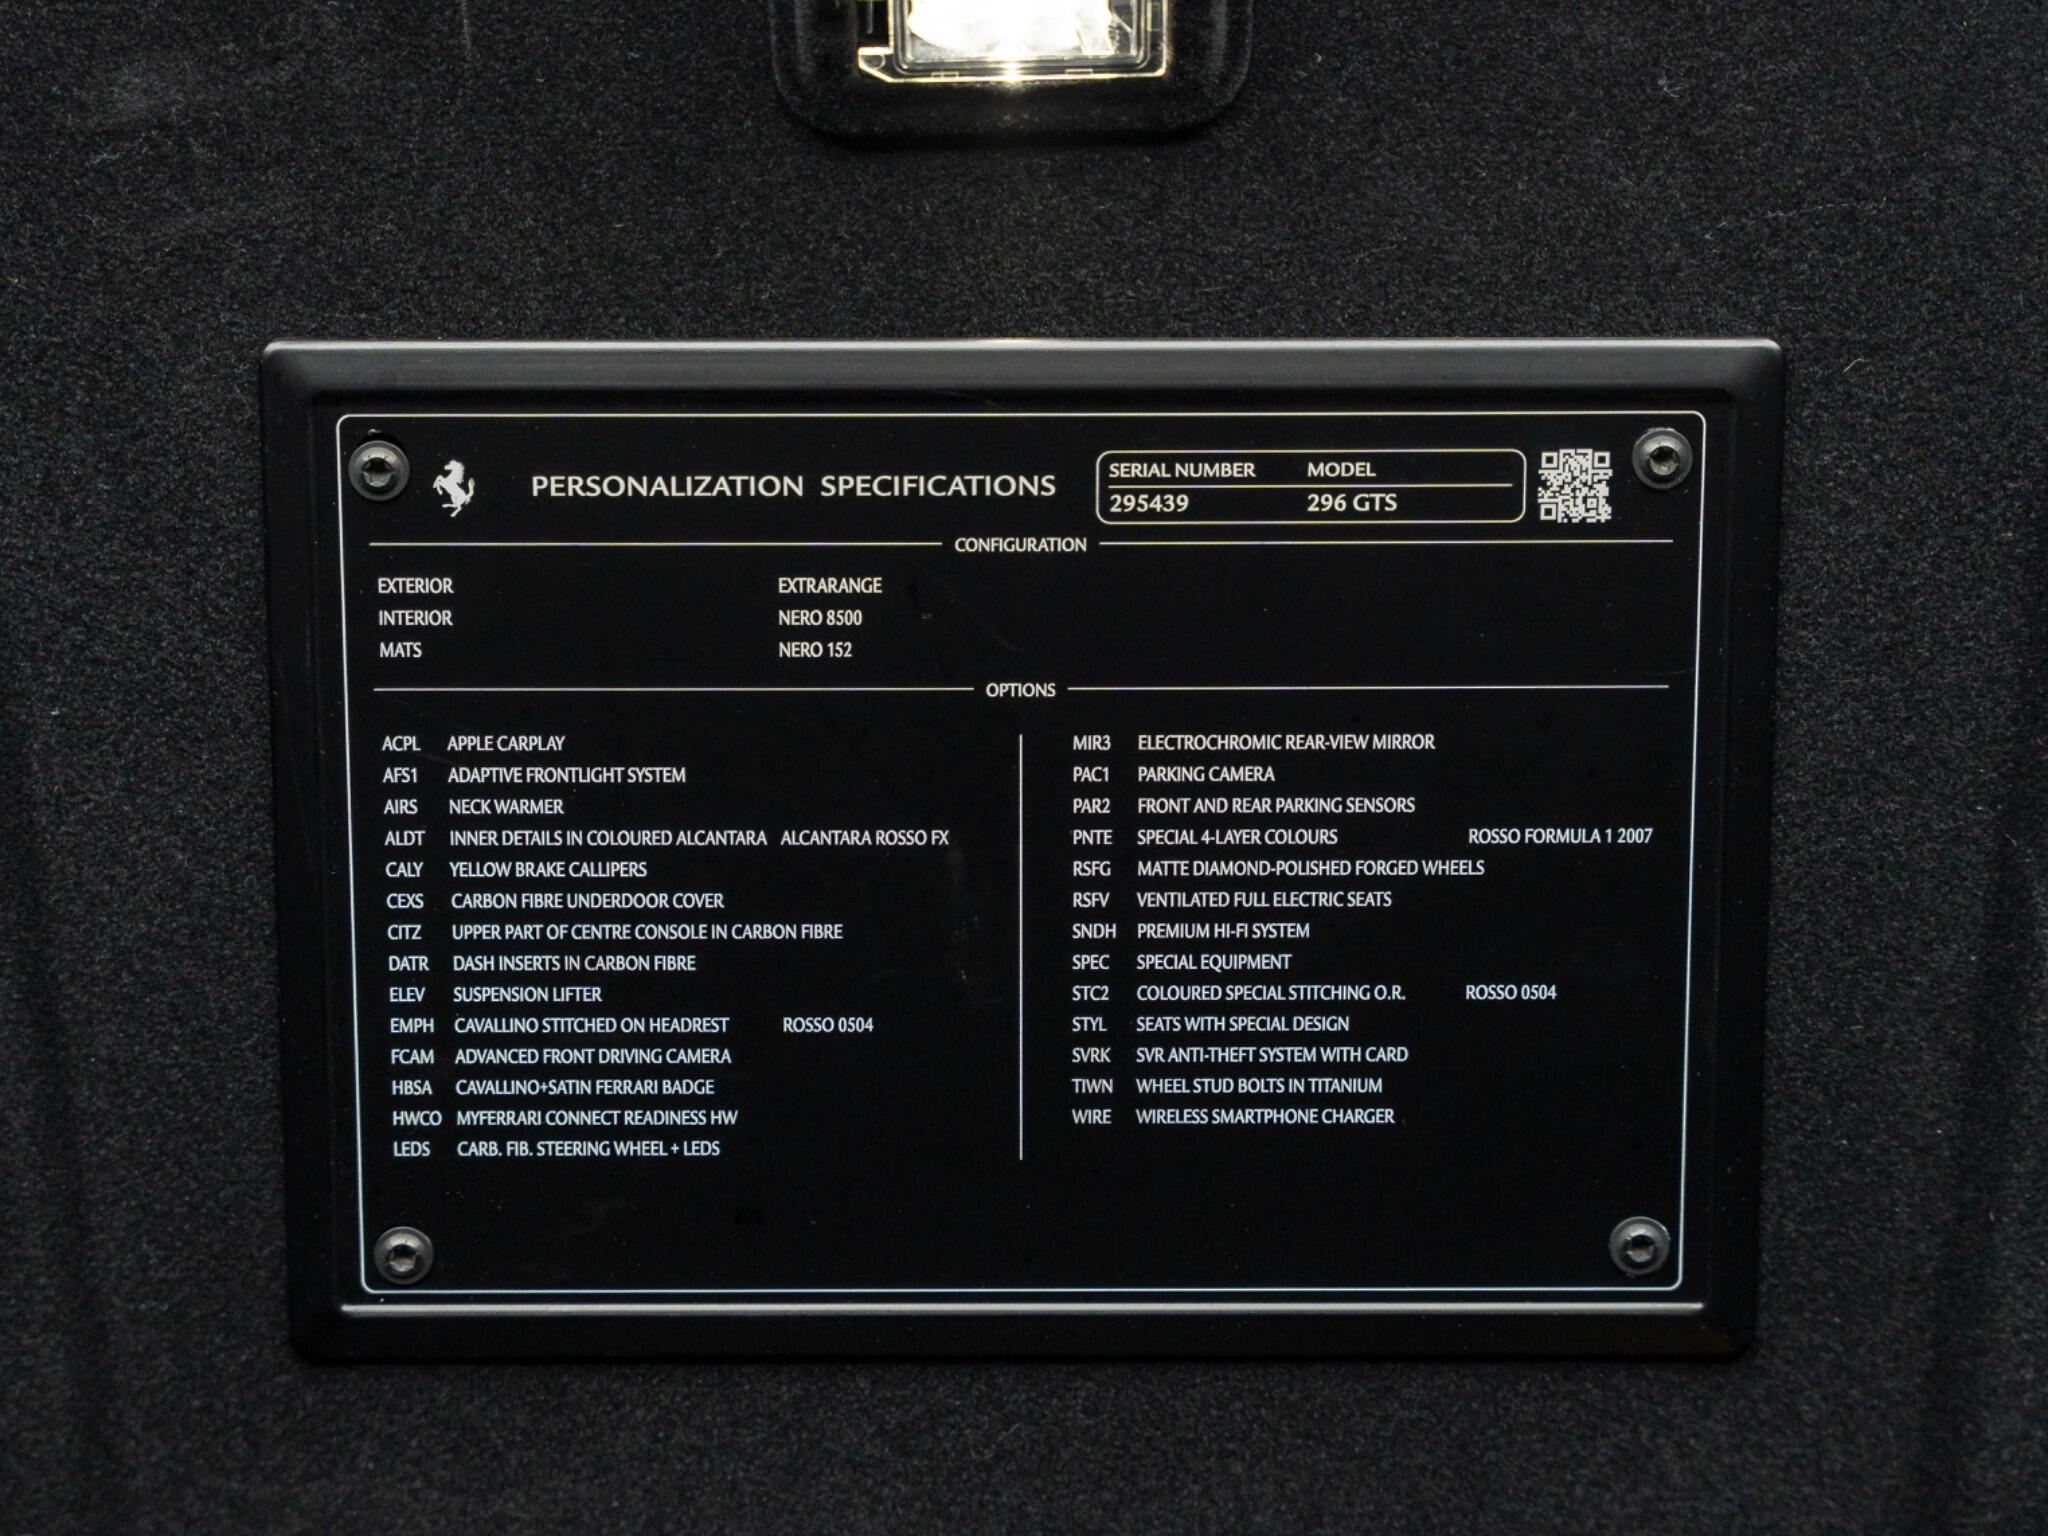 PERSONALIZATION SPECIFICATIONS
SERIAL NUMBER MODEL
295439 296 GTS
CONFIGURATION
EXTERIOR EXTRARANGE
INTERIOR NERO 8500
MATS NERO 152
OPTIONS
ACPL APPLE CARPLAY
AFS1 ADAPTIVE FRONTLIGHT SYSTEM
AIRS NECK WARMER
ALDT INNER DETAILS IN COLOURED ALCANTARA ALCANTARA ROSSO FX
CALY YELLOW BRAKE CALLIPERS
CEXS CARBON FIBRE UNDERDOOR COVER
CITZ UPPER PART OF CENTRE CONSOLE IN CARBON FIBRE
DATR DASH INSERTS IN CARBON FIBRE
ELEV SUSPENSION LIFTER
EMPH CAVALLINO STITCHED ON HEADREST ROSSO 0504
FCAM ADVANCED FRONT DRIVING CAMERA
HBSA CAVALLINO+SATIN FERRARI BADGE
HWCO MYFERRARI CONNECT READINESS HW
LEDS CARB. FIB. STEERING WHEEL + LEDS
MIR3 ELECTROCHROMIC REAR-VIEW MIRROR
PAC1 PARKING CAMERA
PAR2 FRONT AND REAR PARKING SENSORS
PNTE SPECIAL 4-LAYER COLOURS ROSSO FORMULA 1 2007
RSFG MATTE DIAMOND-POLISHED FORGED WHEELS
RSFV VENTILATED FULL ELECTRIC SEATS
SNDH PREMIUM HI-FI SYSTEM
SPEC SPECIAL EQUIPMENT
STC2 COLOURED SPECIAL STITCHING O.R. ROSSO 0504
STYL SEATS WITH SPECIAL DESIGN
SVRK SVR ANTI-THEFT SYSTEM WITH CARD
TIWN WHEEL STUD BOLTS IN TITANIUM
WIRE WIRELESS SMARTPHONE CHARGER